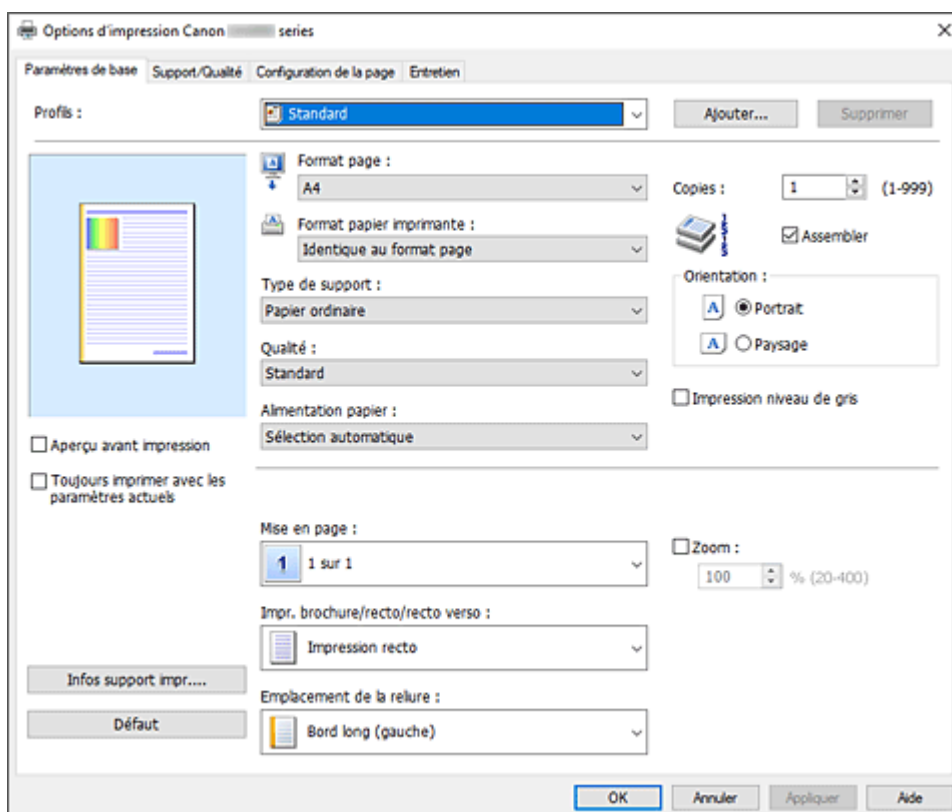 Options d'impression Canon series
Paramètres de base Support/Qualité Configuration de la page Entretien
Profils :
Standard
Ajouter...
Supprimer
Format page :
A4
Copies :
1
(1-999)
Format papier imprimante :
Identique au format page
Assembler
Type de support :
Papier ordinaire
Orientation :
Portrait
Paysage
Qualité :
Standard
Impression niveau de gris
Alimentation papier :
Sélection automatique
Aperçu avant impression
Toujours imprimer avec les
paramètres actuels
Mise en page :
1 1 sur 1
Zoom :
100 % (20-400)
Impr. brochure/recto/recto verso :
Impression recto
Infos support impr....
Emplacement de la reliure :
Bord long (gauche)
Défaut
OK Annuler Appliquer Aide